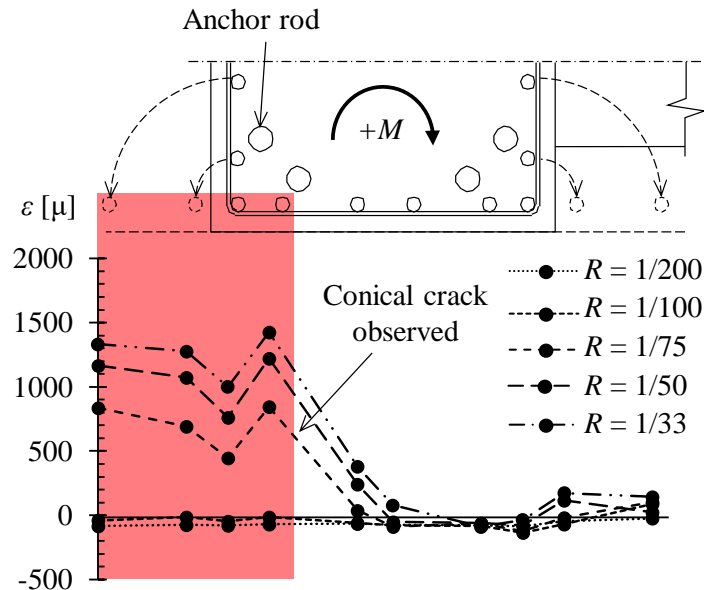 Anchor rod
+M
ε [μ]
2000
1500
1000
500
0
-500
Conical crack
observed
R = 1/200
R = 1/100
R = 1/75
R = 1/50
R = 1/33